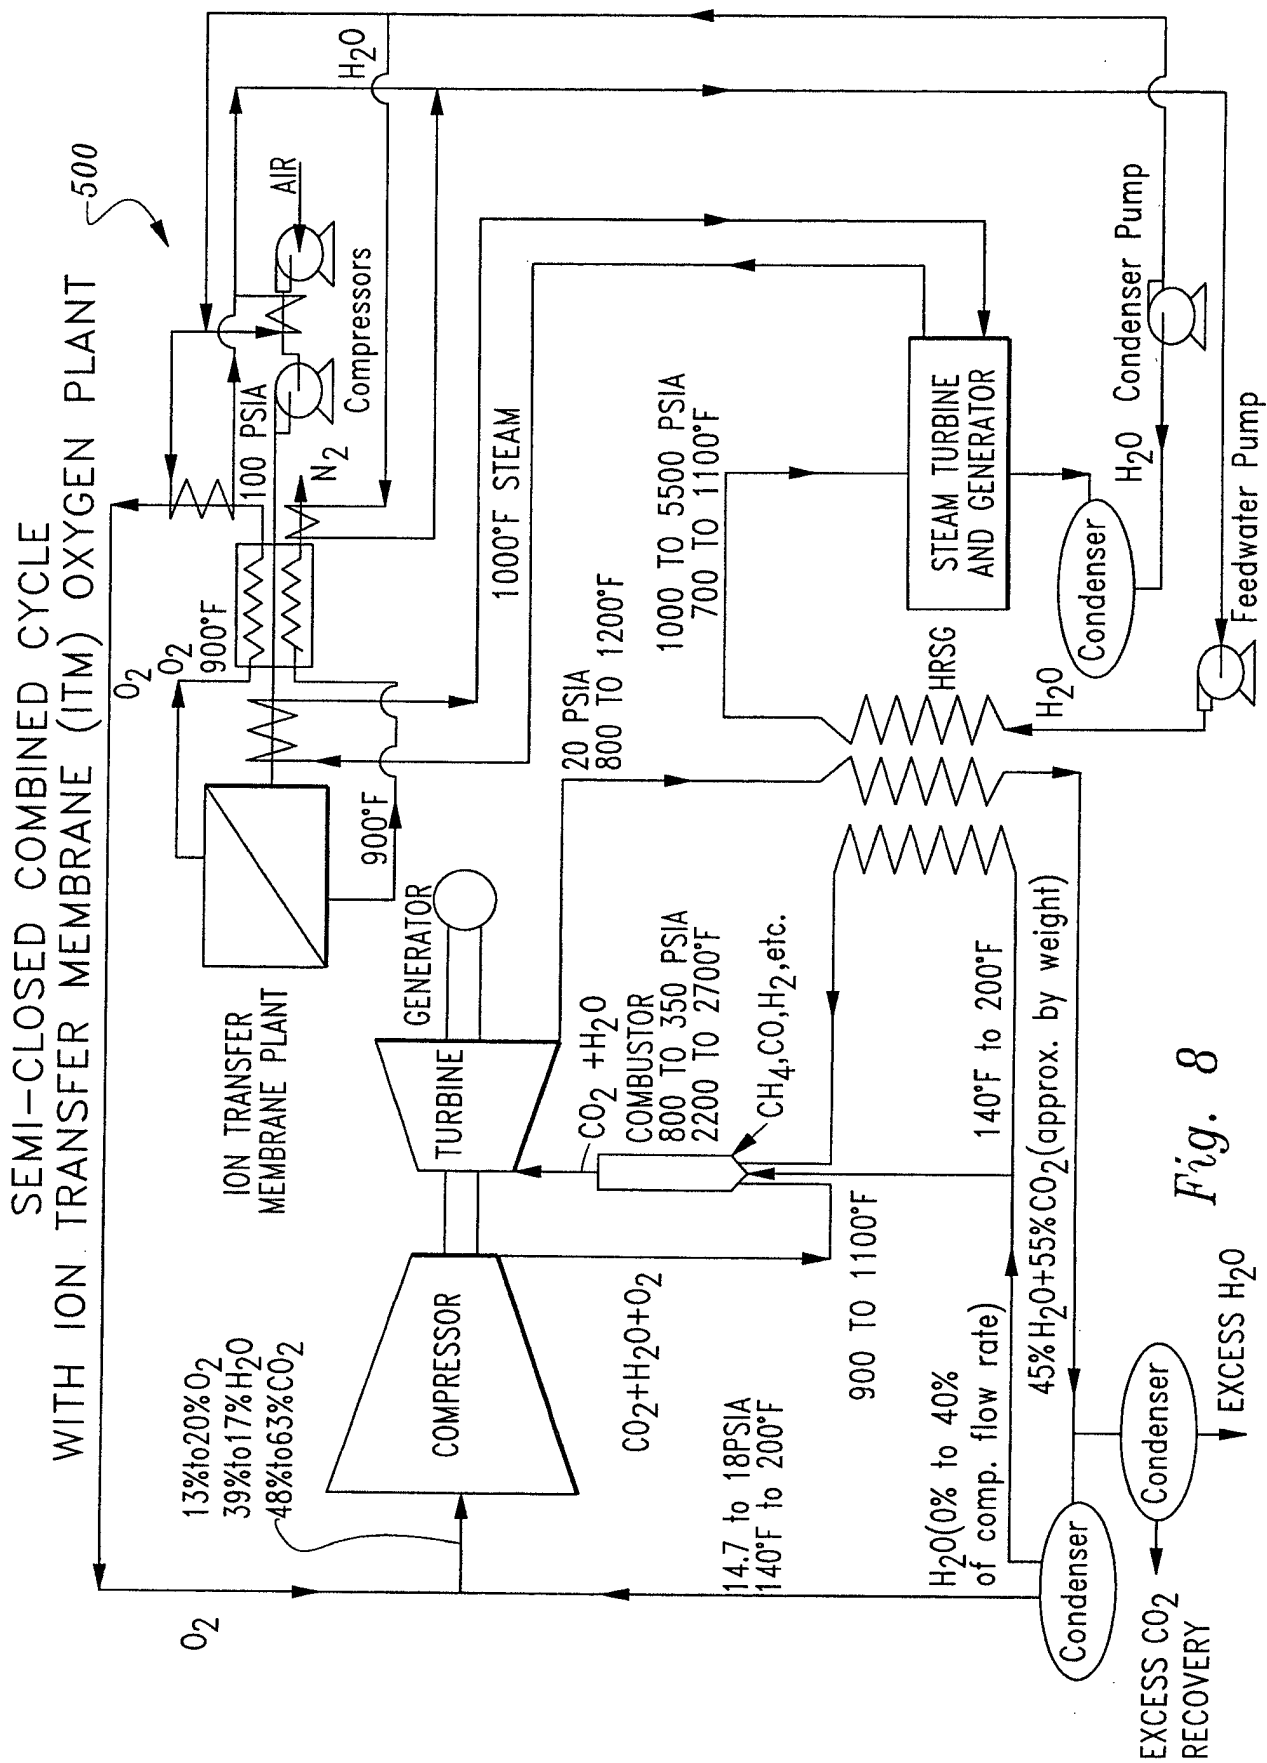 SEMI-CLOSED COMBINED CYCLE
WITH ION TRANSFER MEMBRANE (ITM) OXYGEN PLANT
500
O2
O2
O2
900°F
100 PSIA
AIR
H2O
Compressors
N2
900°F
1000°F STEAM
ION TRANSFER
MEMBRANE PLANT
13%to20%O2
39%to17%H2O
48%to63%CO2
COMPRESSOR
TURBINE
GENERATOR
CO2+H2O+O2
CO2 +H2O
COMBUSTOR
800 TO 350 PSIA
2200 TO 2700°F
20 PSIA
800 TO 1200°F
1000 TO 5500 PSIA
700 TO 1100°F
CH4,CO,H2,etc.
14.7 to 18PSIA
140°F to 200°F
900 TO 1100°F
HRSG
STEAM TURBINE
AND GENERATOR
H2O(0% to 40%
of comp. flow rate)
140°F to 200°F
45%H2O+55%CO2(approx. by weight)
H2O
Condenser
H2O Condenser Pump
Feedwater Pump
Condenser
Condenser
EXCESS CO2
RECOVERY
EXCESS H2O
Fig. 8